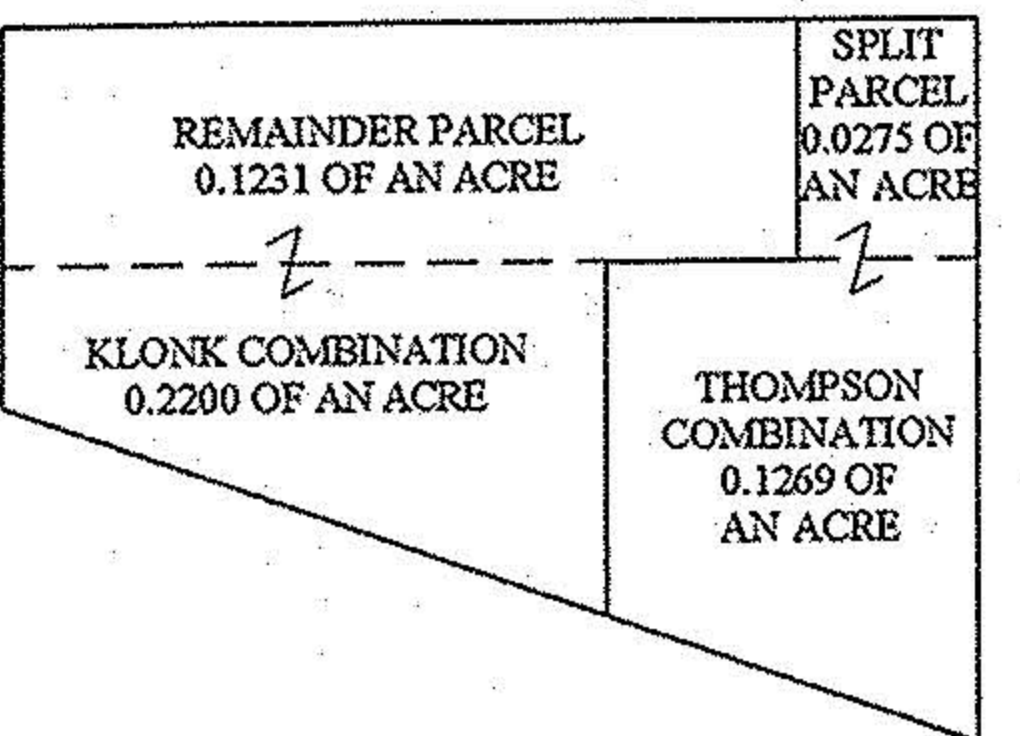 REMAINDER PARCEL
0.1231 OF AN ACRE
SPLIT
PARCEL
0.0275 OF
AN ACRE
KLONK COMBINATION
0.2200 OF AN ACRE
THOMPSON
COMBINATION
0.1269 OF
AN ACRE